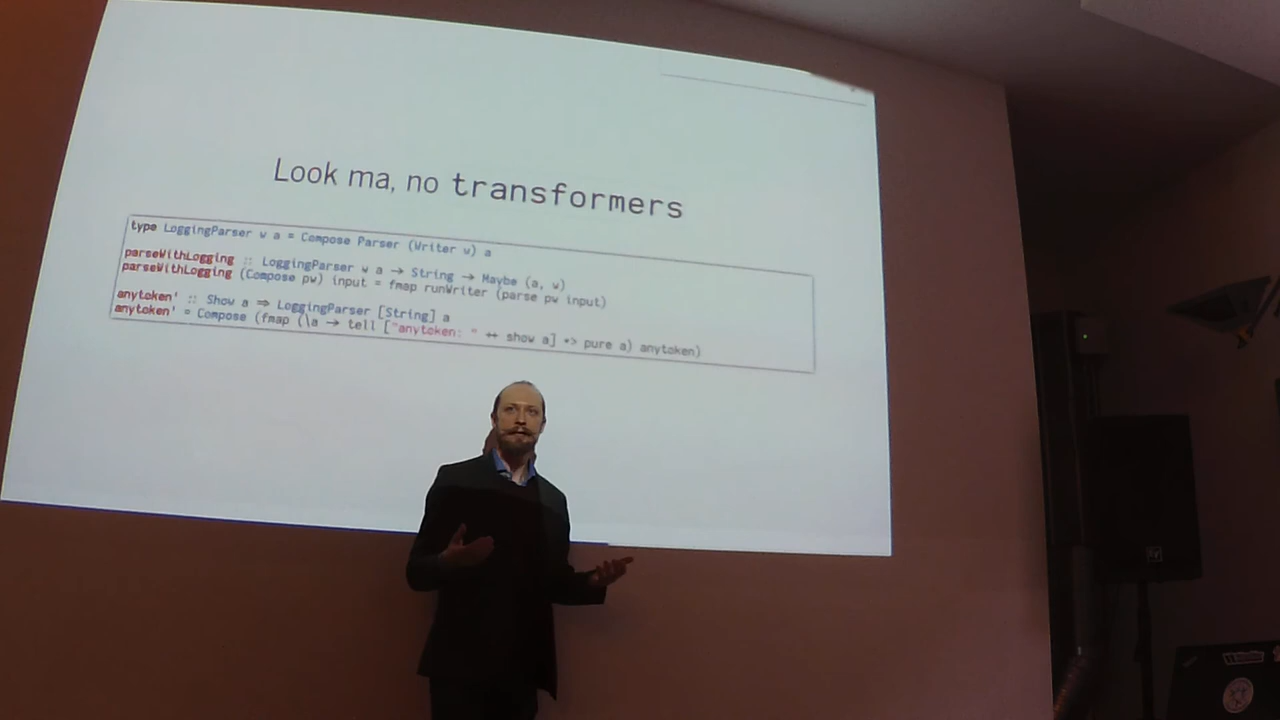 Look ma, no transformers
type LoggingParser w a = Compose Parser (Writer w) a
parseWithLogging :: LoggingParser w a → String → Maybe (a, w)
parseWithLogging (Compose pw) input = fmap runWriter (parse pw input)
anytoken' :: Show a ⇒ LoggingParser [String] a
anytoken' = Compose (fmap (\a → tell ["anytoken: " ++ show a] *> pure a) anytoken)
EV